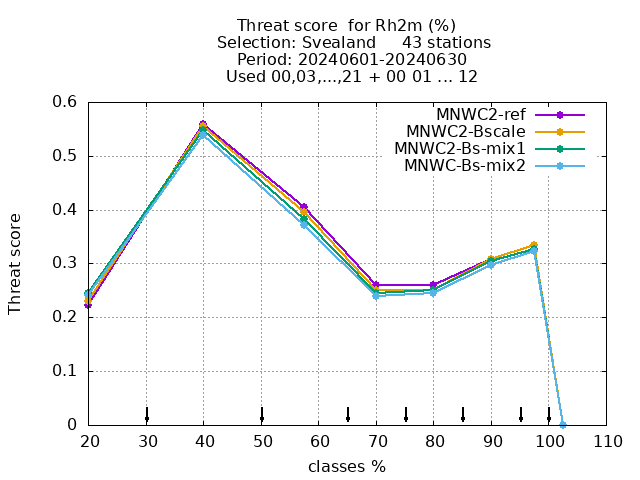 Threat score  for Rh2m (%)
Selection: Svealand     43 stations
Period: 20240601-20240630
Used 00,03,...,21 + 00 01 ... 12
MNWC2-ref
MNWC2-Bscale
MNWC2-Bs-mix1
MNWC-Bs-mix2
Threat score
0.6
0.5
0.4
0.3
0.2
0.1
0
20 30 40 50 60 70 80 90 100 110
classes %